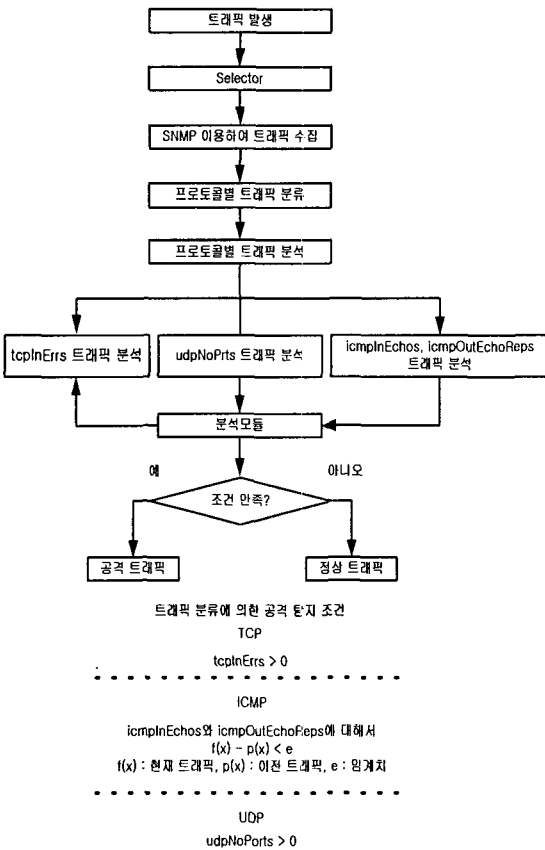 트래픽 발생
Selector
SNMP 이용하여 트래픽 수집
프로토콜별 트래픽 분류
프로토콜별 트래픽 분석
tcpInErrs 트래픽 분석
udpNoPrts 트래픽 분석
icmpInEchos, icmpOutEchoReps
트래픽 분석
분석모듈
예
아니오
조건 만족?
공격 트래픽
정상 트래픽
트래픽 분류에 의한 공격 탐지 조건
TCP
tcpInErrs > 0
ICMP
icmpInEchos와 icmpOutEchoReps에 대해서
f(x) - p(x) < e
f(x) : 현재 트래픽, p(x) : 이전 트래픽, e : 임계치
UDP
udpNoPorts > 0